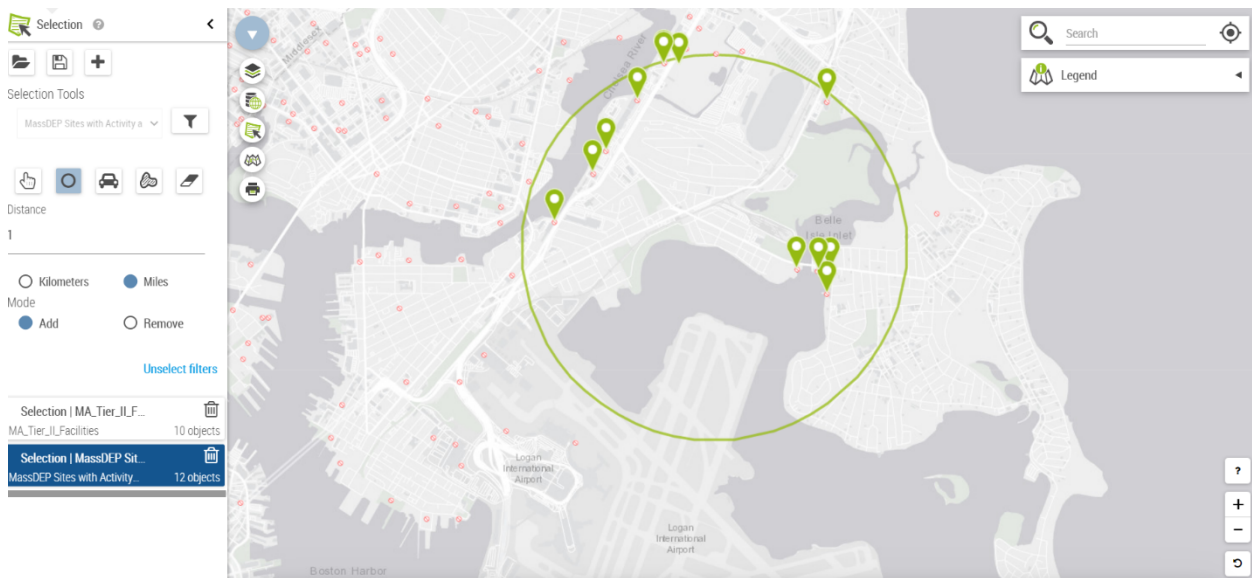 Selection
Selection Tools
MassDEP Sites with Activity a
Distance
1
Kilometers
Miles
Mode
Add
Remove
Unselect filters
Selection | MA_Tier_II_F...
MA_Tier_II_Facilities
10 objects
Selection | MassDEP Sit...
MassDEP Sites with Activity...
12 objects
Middlesex
Chelsea River
Belle
Isle Inlet
Logan
International
Airport
Logan
International
Airport
Boston Harbor
Search
Legend
?
+
−